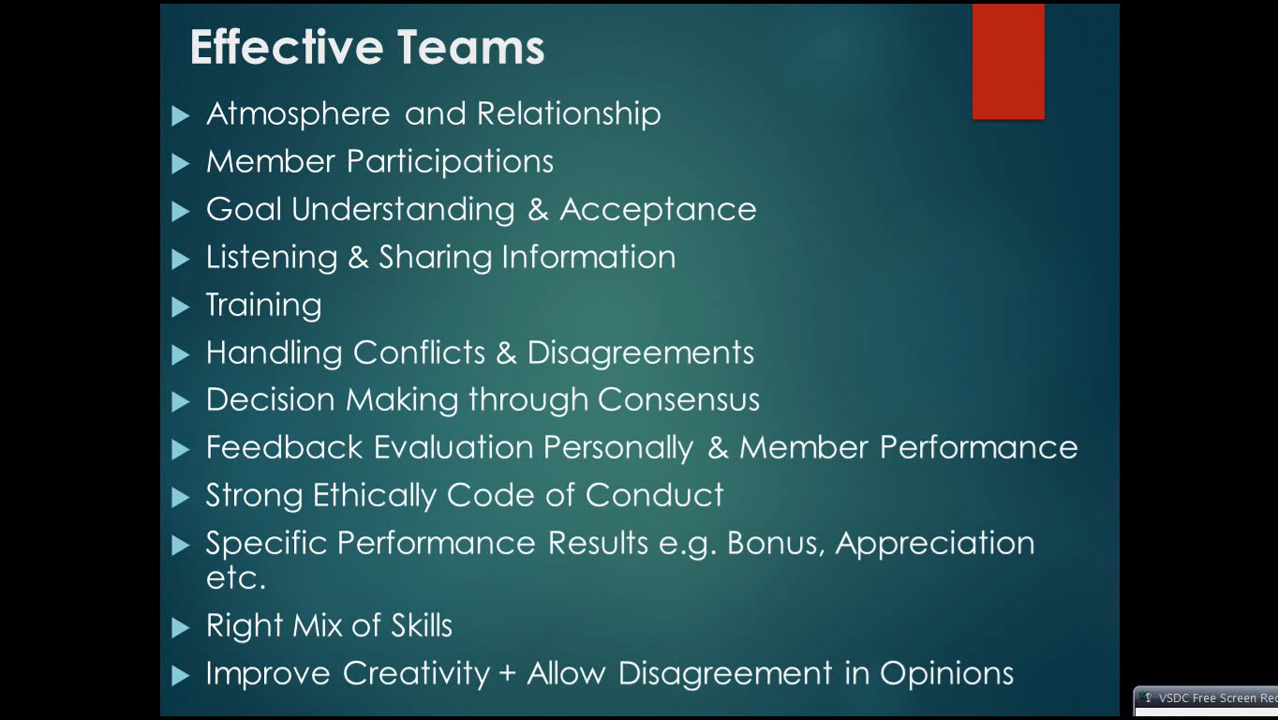 Effective Teams
Atmosphere and Relationship
Member Participations
Goal Understanding & Acceptance
Listening & Sharing Information
Training
Handling Conflicts & Disagreements
Decision Making through Consensus
Feedback Evaluation Personally & Member Performance
Strong Ethically Code of Conduct
Specific Performance Results e.g. Bonus, Appreciation
etc.
Right Mix of Skills
Improve Creativity + Allow Disagreement in Opinions
VSDC Free Screen Rec